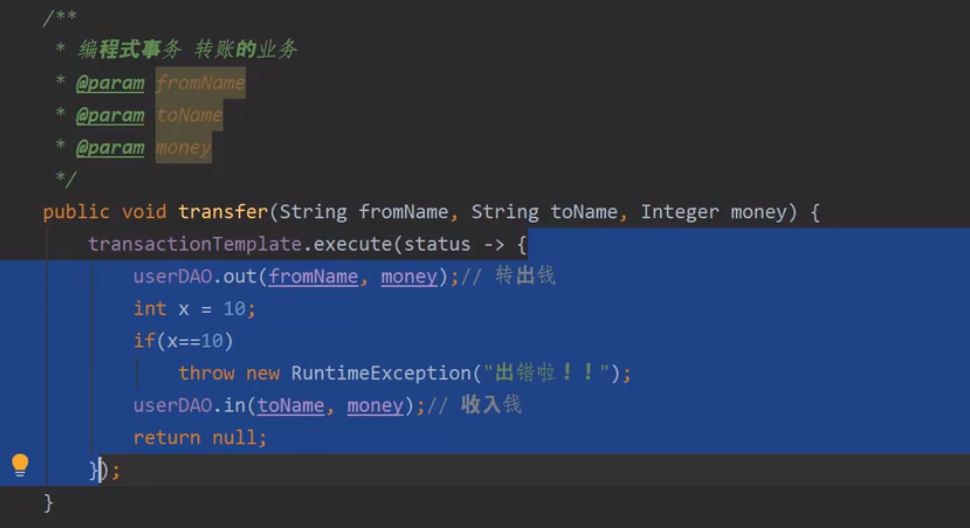 /**
 * 编程式事务 转账的业务
 * @param fromName
 * @param toName
 * @param money
 */
public void transfer(String fromName, String toName, Integer money) {
    transactionTemplate.execute(status -> {
        userDAO.out(fromName, money);// 转出钱
        int x = 10;
        if(x==10)
            throw new RuntimeException("出错啦！！");
        userDAO.in(toName, money);// 收入钱
        return null;
    });
}